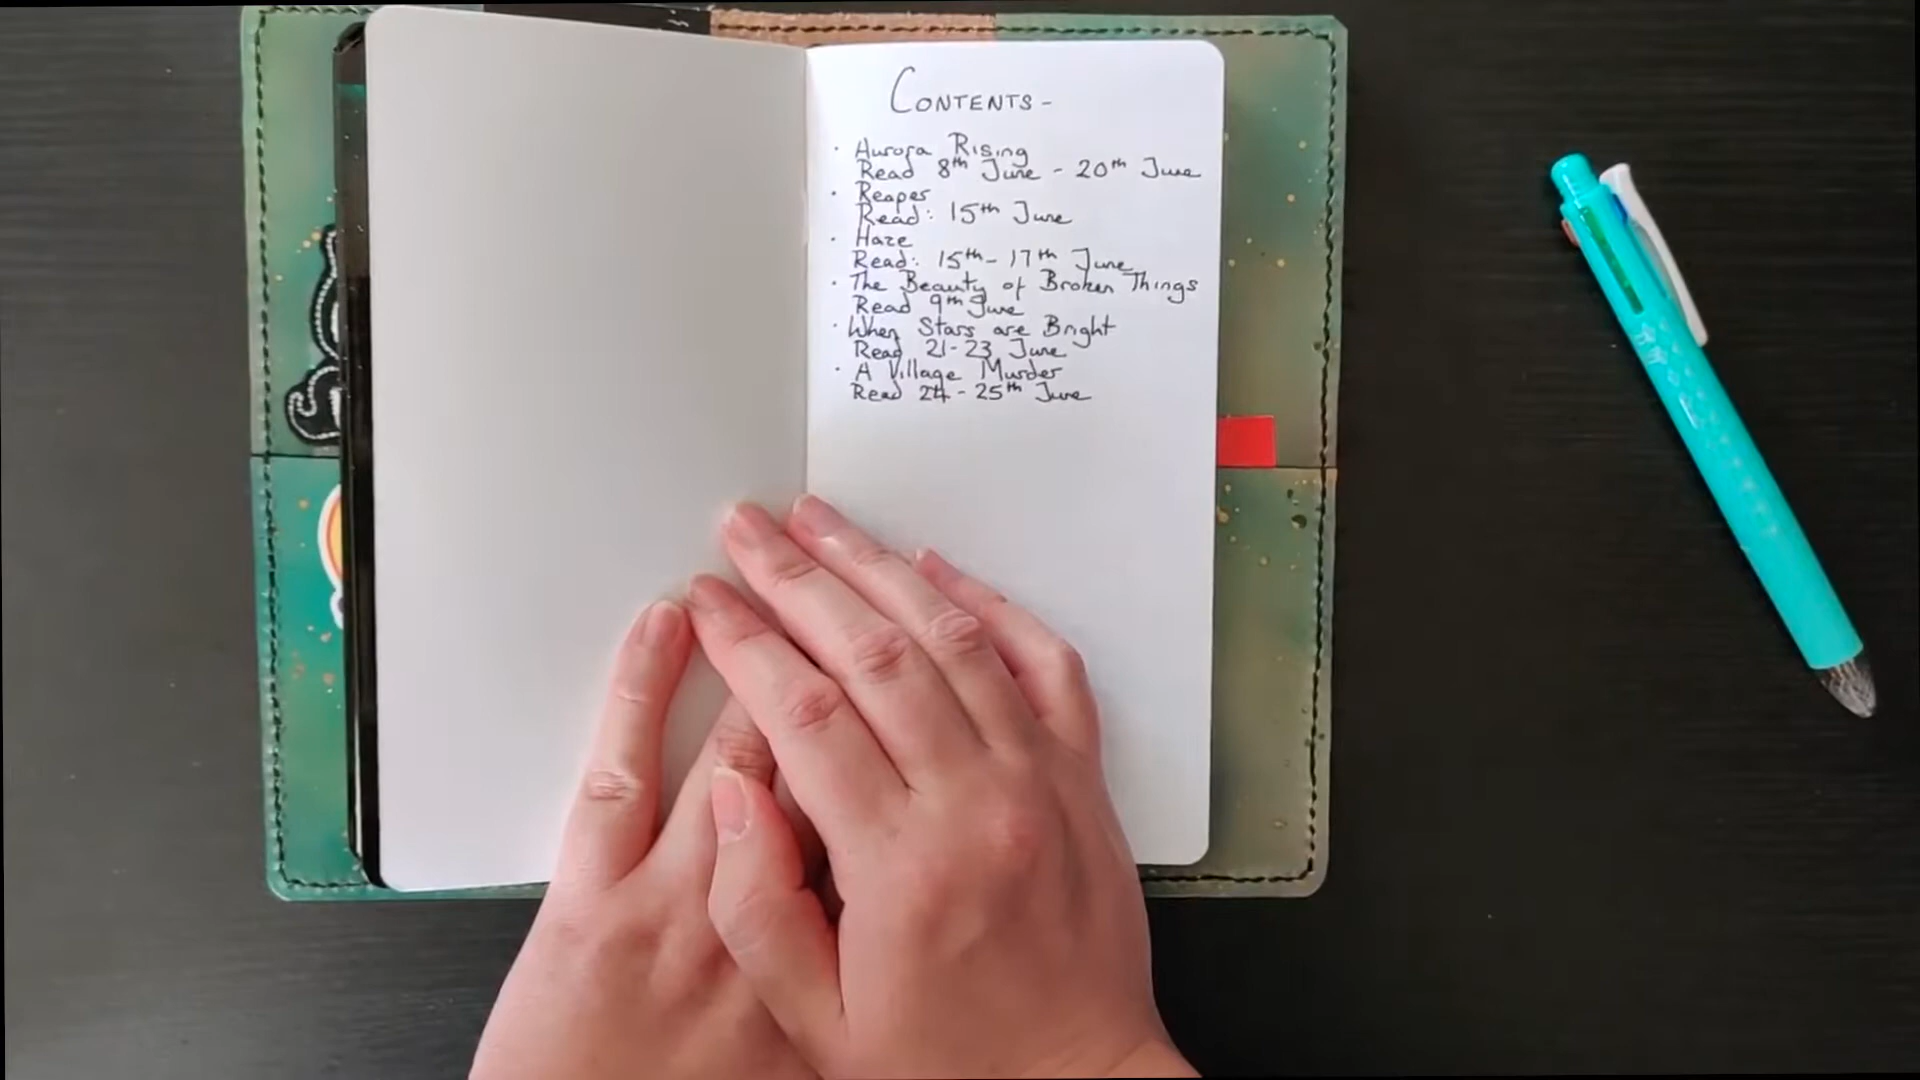 CONTENTS -
· Aurora Rising
Read 8th June - 20th June
· Reaper
Read: 15th June
· Haze
Read: 15th - 17th June
· The Beauty of Broken Things
Read 9th June
· When Stars are Bright
Read 21-23 June
· A Village Murder
Read 24 - 25th June